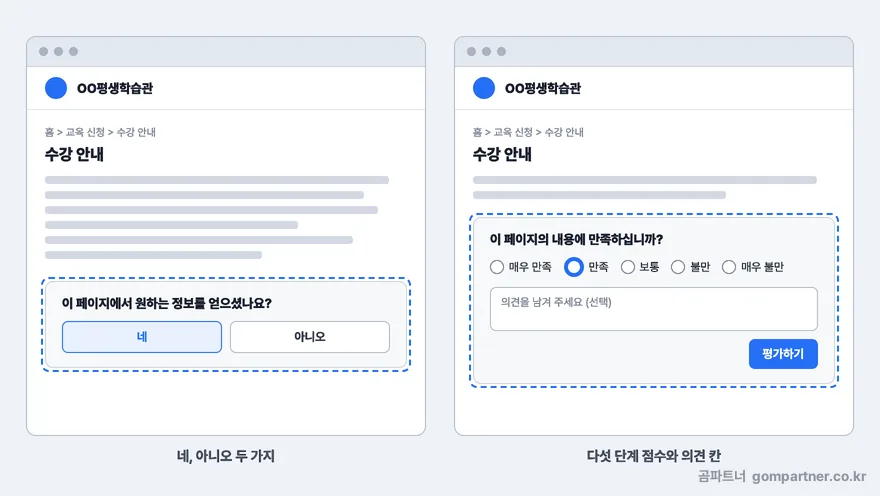 OO평생학습관
홈 > 교육 신청 > 수강 안내
수강 안내
이 페이지에서 원하는 정보를 얻으셨나요?
네
아니오
네, 아니오 두 가지
OO평생학습관
홈 > 교육 신청 > 수강 안내
수강 안내
이 페이지의 내용에 만족하십니까?
매우 만족 만족 보통 불만 매우 불만
의견을 남겨 주세요 (선택)
평가하기
다섯 단계 점수와 의견 칸
곰파트너 gompartner.co.kr